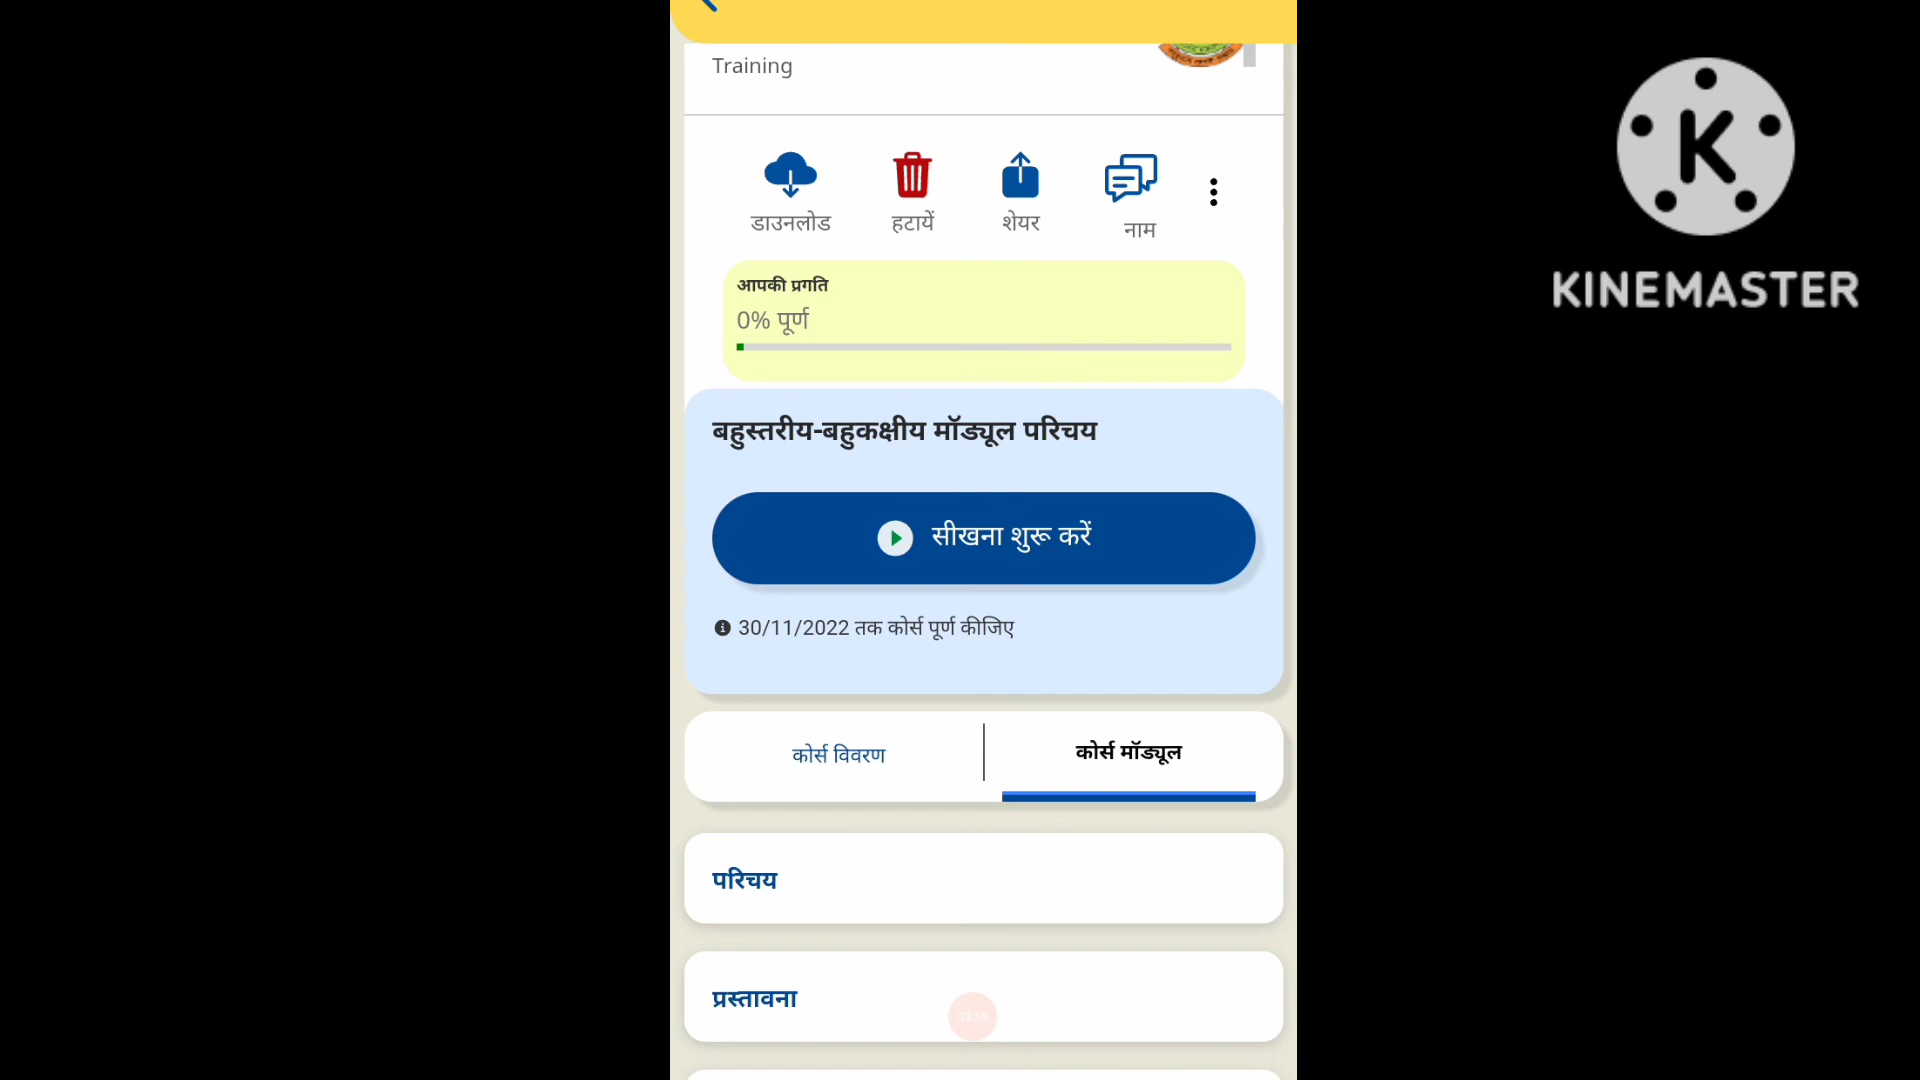 Training
डाउनलोड
हटायें
शेयर
नाम
आपकी प्रगति
0% पूर्ण
बहुस्तरीय-बहुकक्षीय मॉड्यूल परिचय
सीखना शुरू करें
30/11/2022 तक कोर्स पूर्ण कीजिए
कोर्स विवरण
कोर्स मॉड्यूल
परिचय
प्रस्तावना
K
KINEMASTER